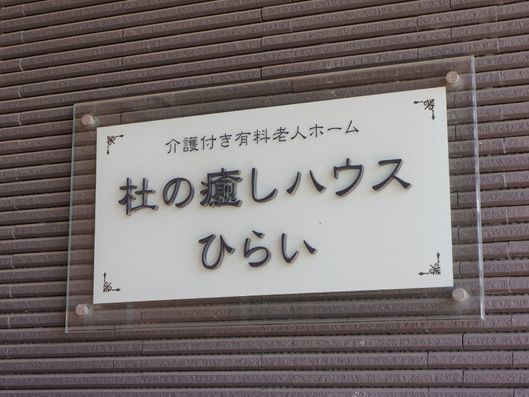 介護付き有料老人ホーム
杜の癒しハウス
ひらい